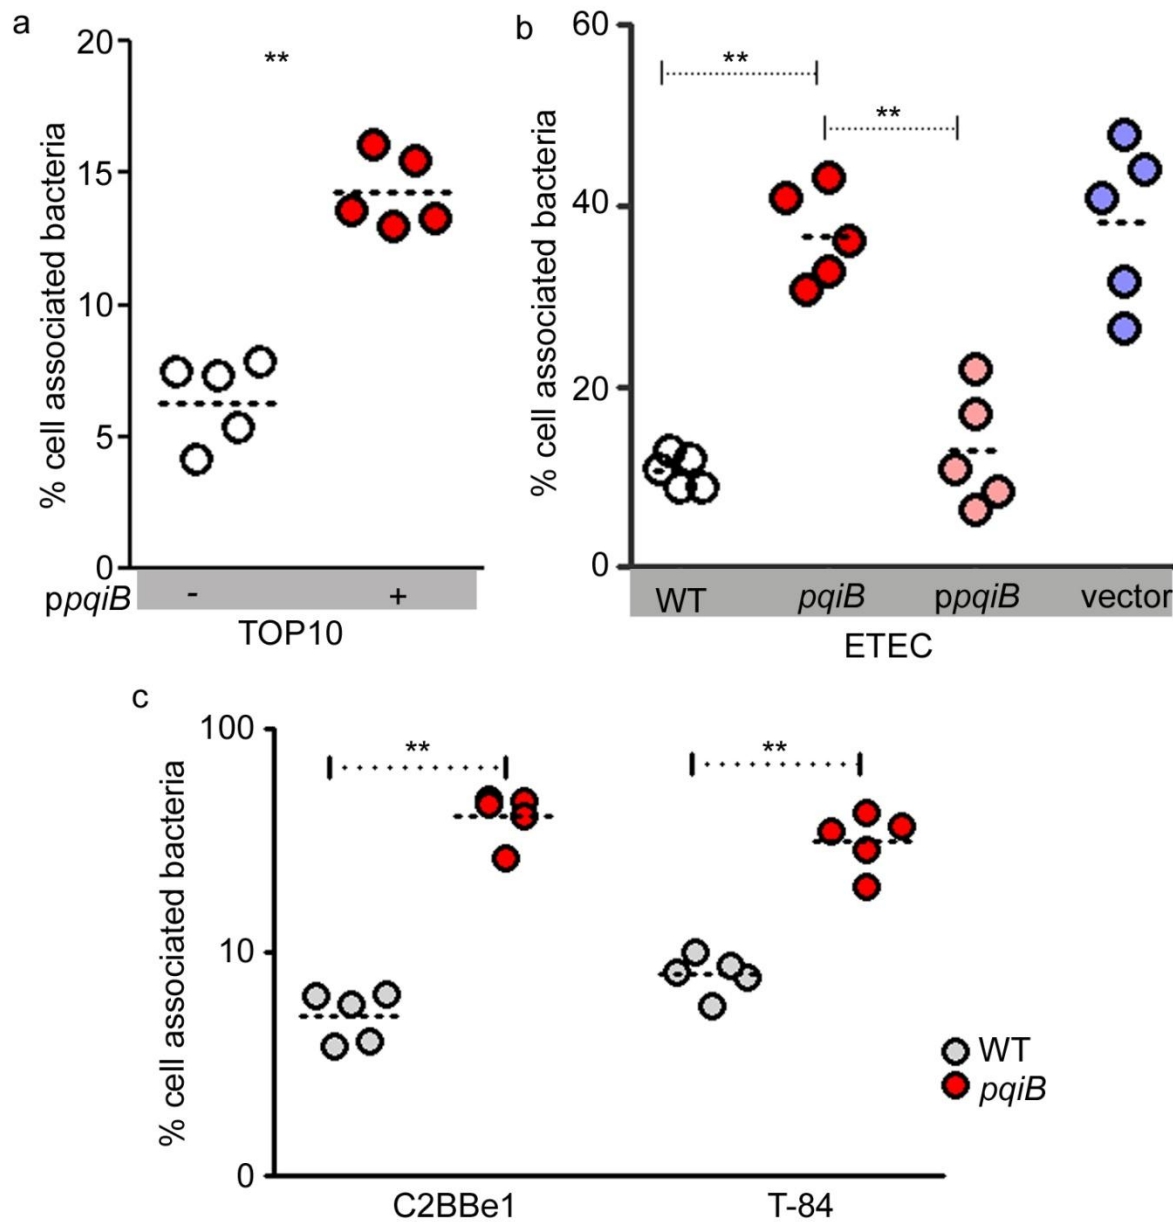 a
20
15
10
5
0
% cell associated bacteria
**
ppqiB - +
TOP10
b
60
40
20
0
% cell associated bacteria
**
**
WT pqiB ppqiB vector
ETEC
c
100
10
0
% cell associated bacteria
**
**
WT
pqiB
C2BBe1 T-84